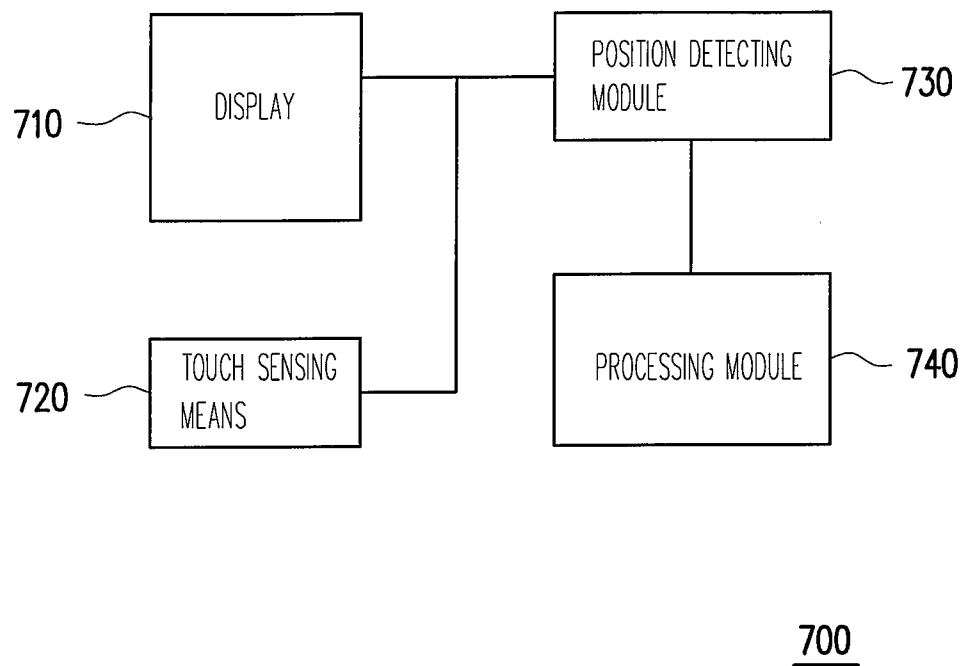 DISPLAY
710
POSITION DETECTING
MODULE
730
TOUCH SENSING
MEANS
720
PROCESSING MODULE
740
700